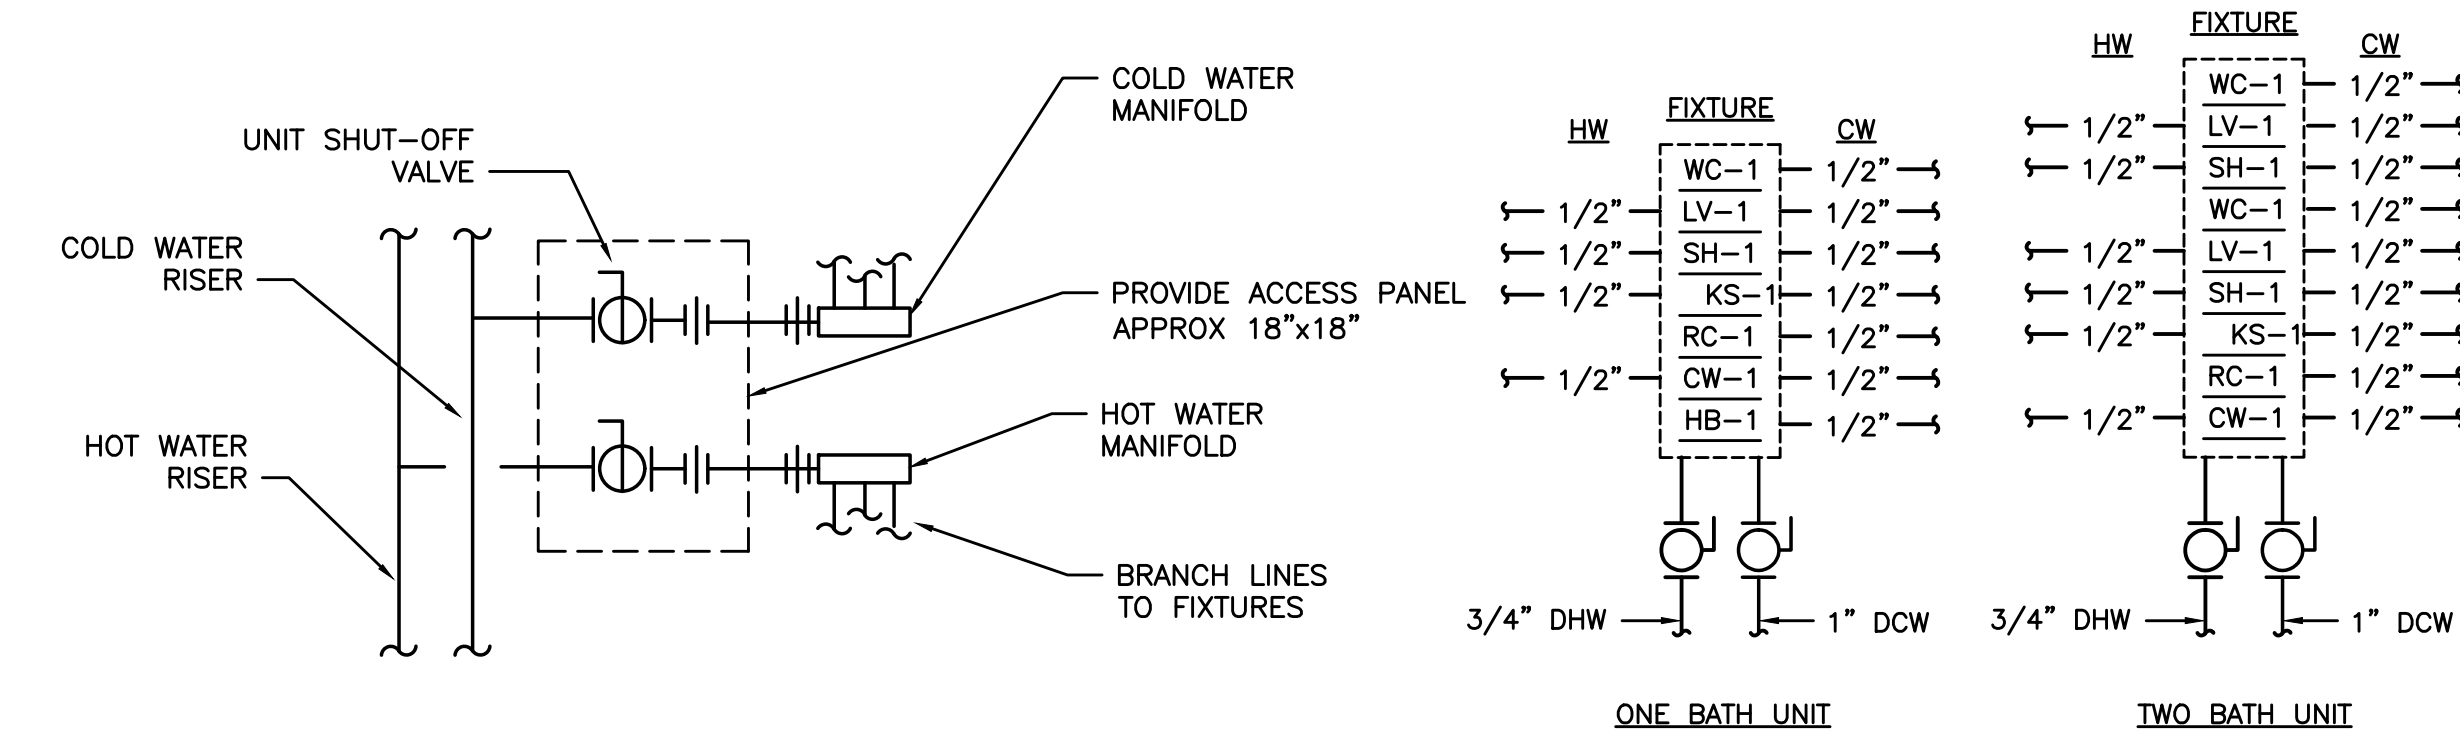 UNIT SHUT-OFF
VALVE
COLD WATER
RISER
HOT WATER
RISER
COLD WATER
MANIFOLD
PROVIDE ACCESS PANEL
APPROX 18"x18"
HOT WATER
MANIFOLD
BRANCH LINES
TO FIXTURES
HW FIXTURE CW
WC-1 1/2"
1/2" LV-1 1/2"
1/2" SH-1 1/2"
1/2" KS-1 1/2"
RC-1 1/2"
1/2" CW-1 1/2"
HB-1 1/2"
3/4" DHW 1" DCW
ONE BATH UNIT
HW FIXTURE CW
WC-1 1/2"
1/2" LV-1 1/2"
1/2" SH-1 1/2"
WC-1 1/2"
1/2" LV-1 1/2"
1/2" SH-1 1/2"
1/2" KS-1 1/2"
RC-1 1/2"
1/2" CW-1 1/2"
3/4" DHW 1" DCW
TWO BATH UNIT